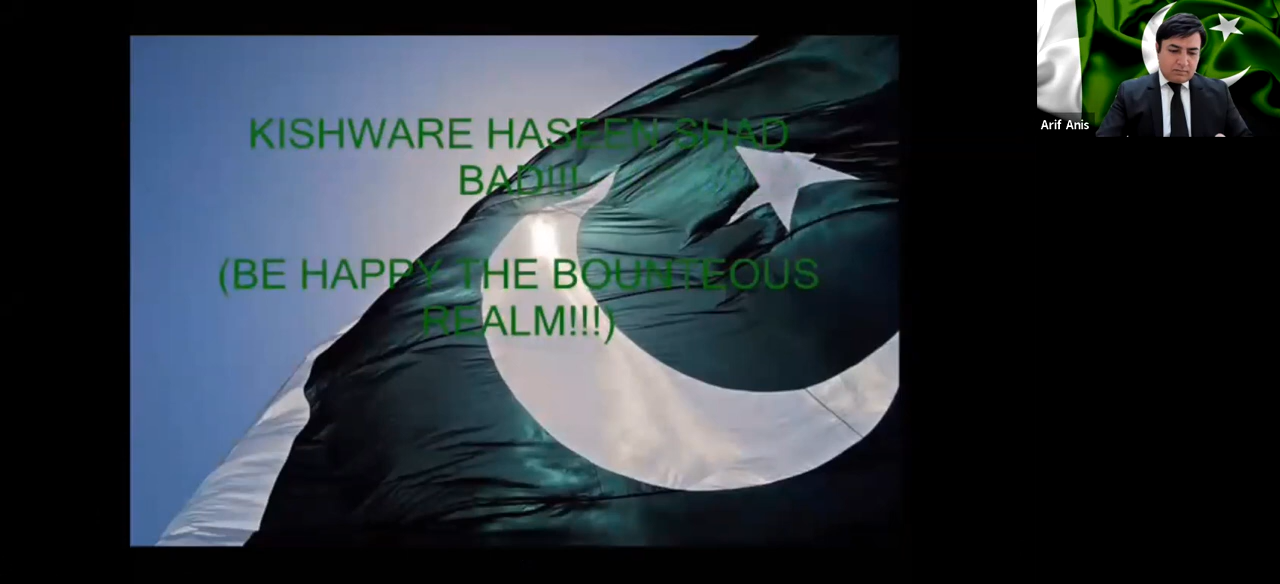 KISHWARE HASEEN SHAD
BAD!!!
(BE HAPPY THE BOUNTEOUS
REALM!!!)
Arif Anis